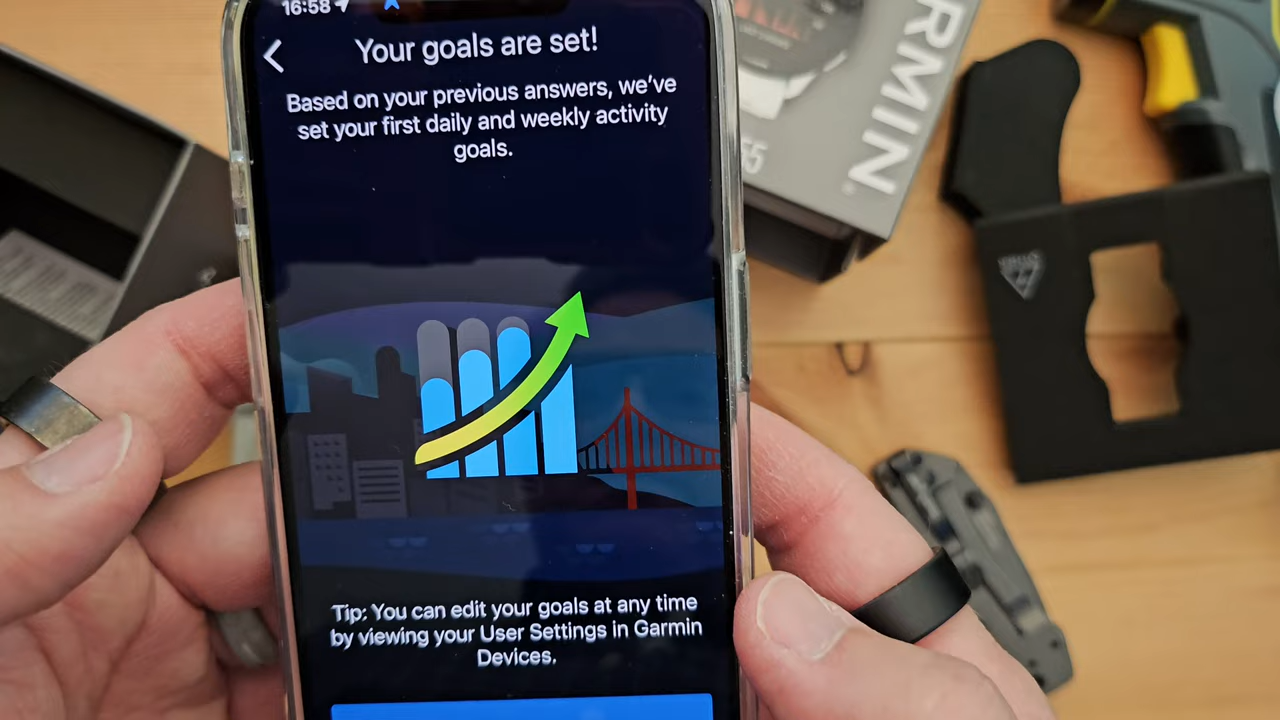 16:58
Your goals are set!
Based on your previous answers, we've
set your first daily and weekly activity
goals.
Tip: You can edit your goals at any time
by viewing your User Settings in Garmin
Devices.
RMIN
55